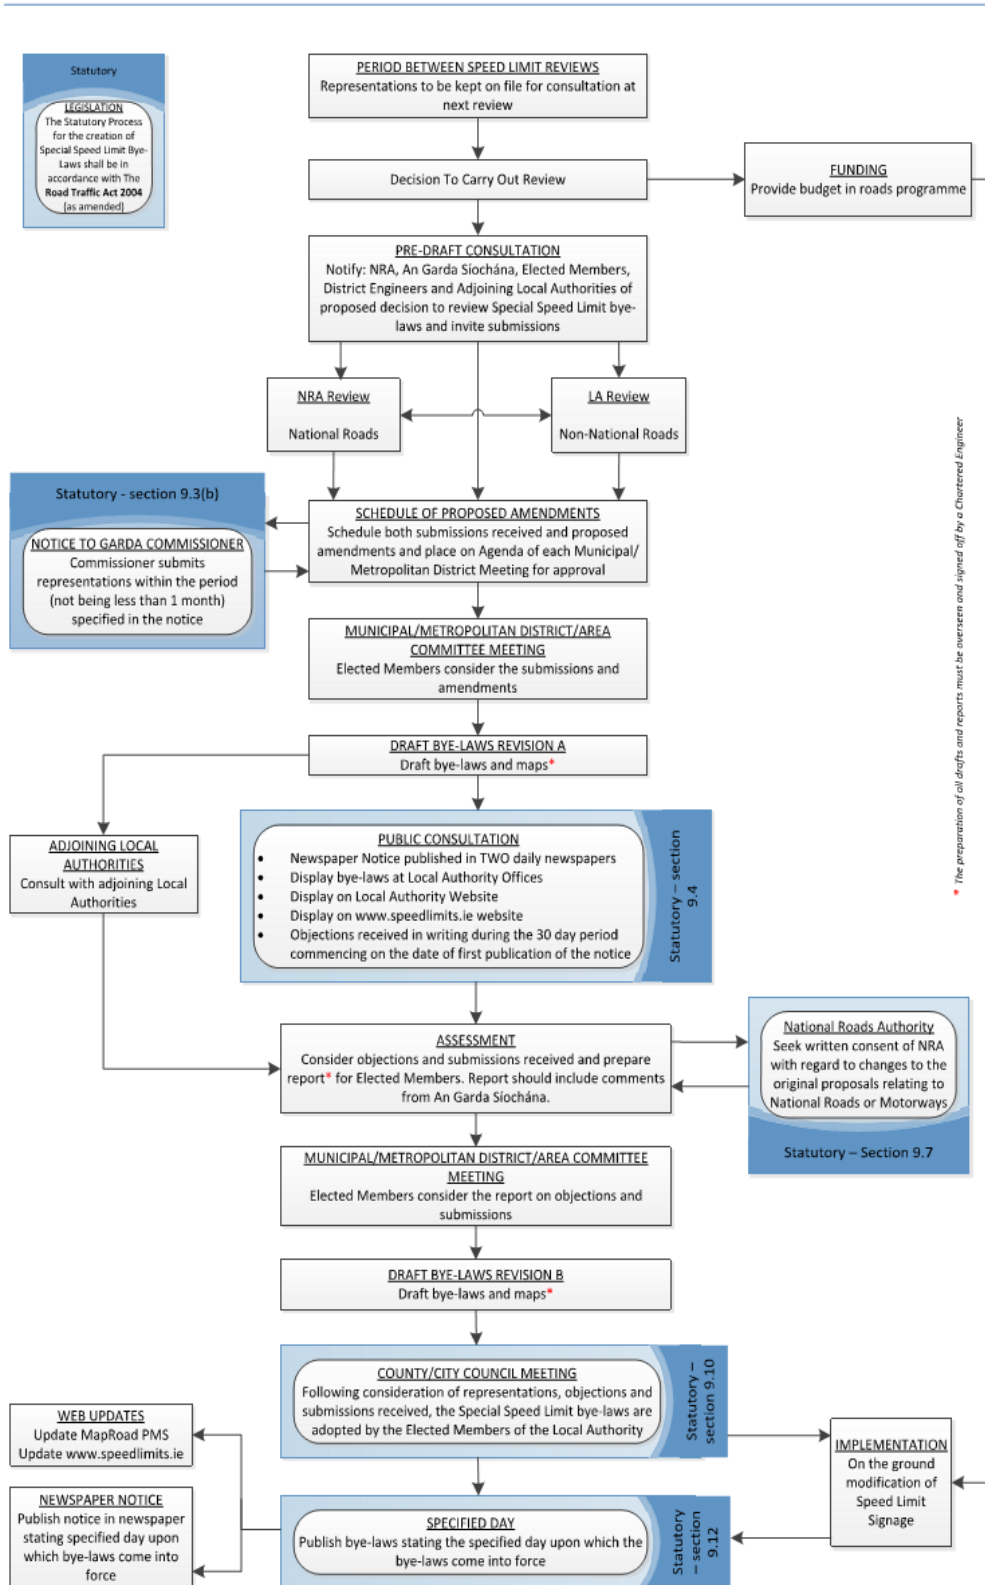 Statutory
LEGISLATION
The Statutory Process
for the creation of
Special Speed Limit Bye-
Laws shall be in
accordance with The
Road Traffic Act 2004
(as amended)
PERIOD BETWEEN SPEED LIMIT REVIEWS
Representations to be kept on file for consultation at
next review
Decision To Carry Out Review
FUNDING
Provide budget in roads programme
PRE-DRAFT CONSULTATION
Notify: NRA, An Garda Síochána, Elected Members,
District Engineers and Adjoining Local Authorities of
proposed decision to review Special Speed Limit bye-
laws and invite submissions
NRA Review
National Roads
LA Review
Non-National Roads
Statutory - section 9.3(b)
NOTICE TO GARDA COMMISSIONER
Commissioner submits
representations within the period
(not being less than 1 month)
specified in the notice
SCHEDULE OF PROPOSED AMENDMENTS
Schedule both submissions received and proposed
amendments and place on Agenda of each Municipal/
Metropolitan District Meeting for approval
MUNICIPAL/METROPOLITAN DISTRICT/AREA
COMMITTEE MEETING
Elected Members consider the submissions and
amendments
DRAFT BYE-LAWS REVISION A
Draft bye-laws and maps*
* The preparation of all drafts and reports must be overseen and signed off by a Chartered Engineer
ADJOINING LOCAL
AUTHORITIES
Consult with adjoining Local
Authorities
PUBLIC CONSULTATION
• Newspaper Notice published in TWO daily newspapers
• Display bye-laws at Local Authority Offices
• Display on Local Authority Website
• Display on www.speedlimits.ie website
• Objections received in writing during the 30 day period
commencing on the date of first publication of the notice
Statutory – section
9.4
ASSESSMENT
Consider objections and submissions received and prepare
report* for Elected Members. Report should include comments
from An Garda Síochána.
National Roads Authority
Seek written consent of NRA
with regard to changes to the
original proposals relating to
National Roads or Motorways
Statutory – Section 9.7
MUNICIPAL/METROPOLITAN DISTRICT/AREA COMMITTEE
MEETING
Elected Members consider the report on objections and
submissions
DRAFT BYE-LAWS REVISION B
Draft bye-laws and maps*
COUNTY/CITY COUNCIL MEETING
Following consideration of representations, objections and
submissions received, the Special Speed Limit bye-laws are
adopted by the Elected Members of the Local Authority
Statutory –
section 9.10
WEB UPDATES
Update MapRoad PMS
Update www.speedlimits.ie
IMPLEMENTATION
On the ground
modification of
Speed Limit
Signage
NEWSPAPER NOTICE
Publish notice in newspaper
stating specified day upon
which bye-laws come into
force
SPECIFIED DAY
Publish bye-laws stating the specified day upon which the
bye-laws come into force
Statutory
– section
9.12